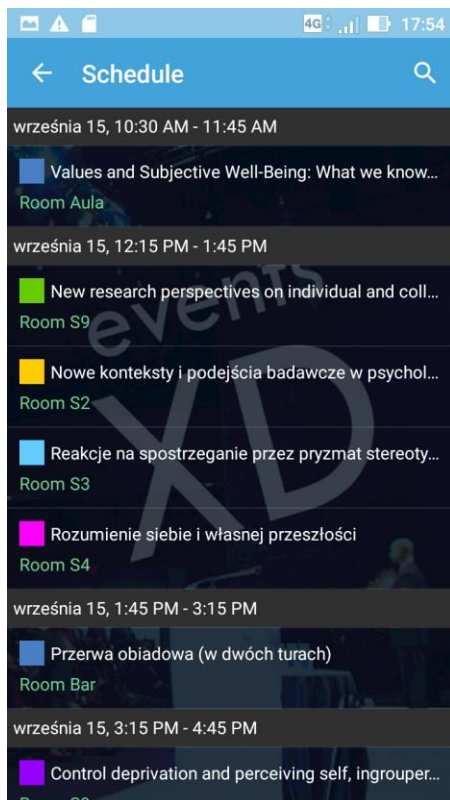 4G 17:54
Schedule
września 15, 10:30 AM - 11:45 AM
Values and Subjective Well-Being: What we know...
Room Aula
września 15, 12:15 PM - 1:45 PM
New research perspectives on individual and coll...
Room S9
Nowe konteksty i podejścia badawcze w psychol...
Room S2
Reakcje na spostrzeganie przez pryzmat stereoty...
Room S3
Rozumienie siebie i własnej przeszłości
Room S4
events
XD
września 15, 1:45 PM - 3:15 PM
Przerwa obiadowa (w dwóch turach)
Room Bar
września 15, 3:15 PM - 4:45 PM
Control deprivation and perceiving self, ingrouper...